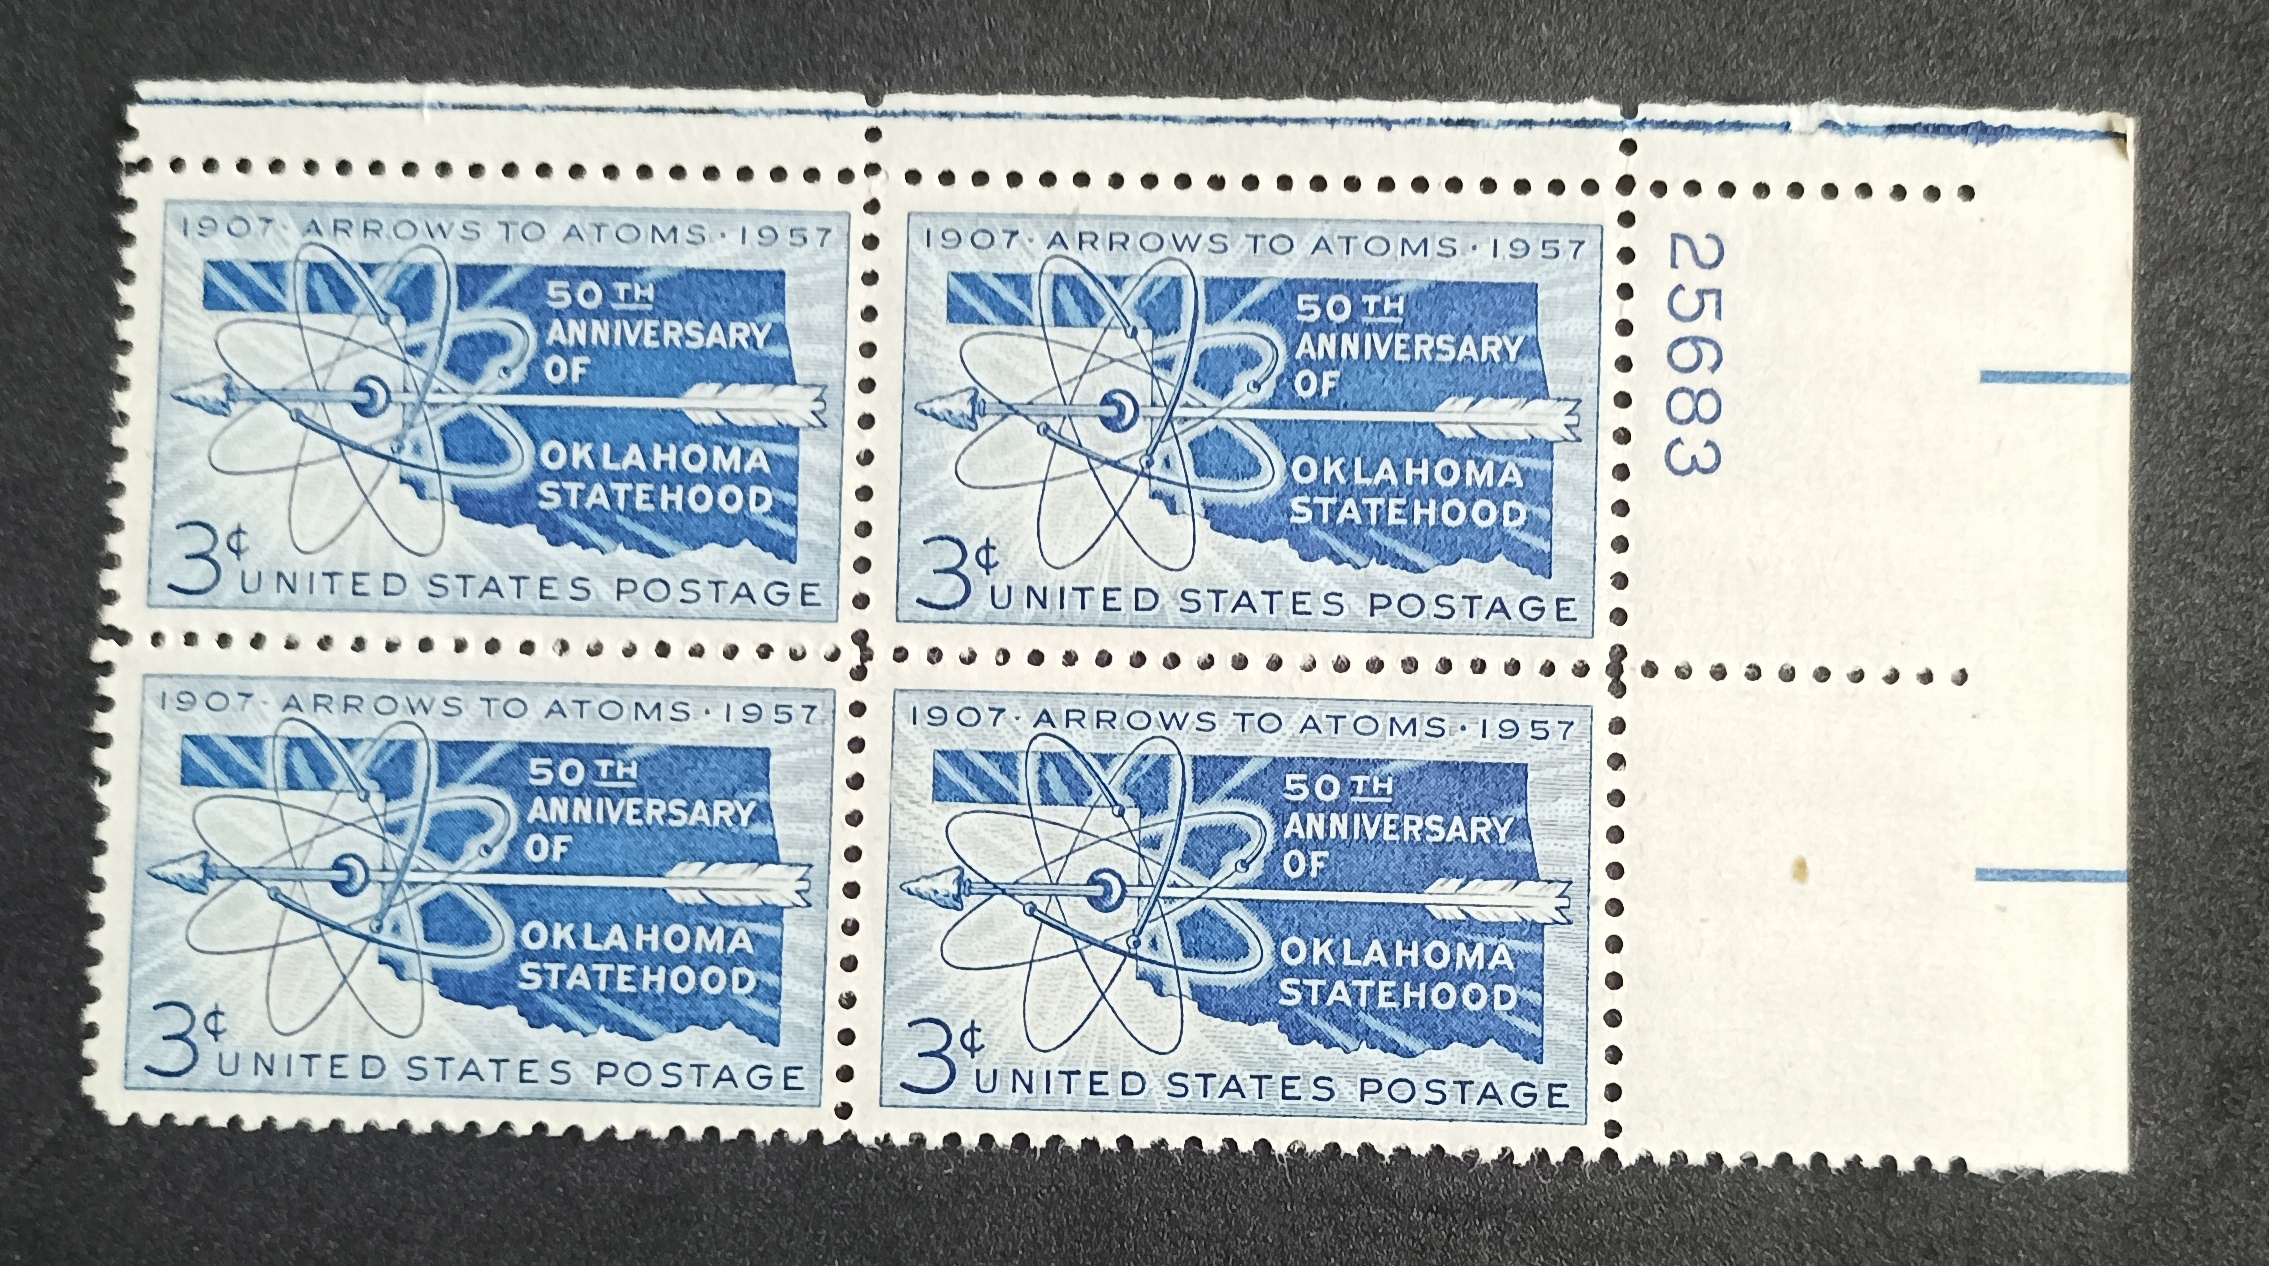 1907 · ARROWS TO ATOMS · 1957
50TH
ANNIVERSARY
OF
OKLAHOMA
STATEHOOD
3¢ UNITED STATES POSTAGE
1907 · ARROWS TO ATOMS · 1957
50TH
ANNIVERSARY
OF
OKLAHOMA
STATEHOOD
3¢ UNITED STATES POSTAGE
25683
1907 · ARROWS TO ATOMS · 1957
50TH
ANNIVERSARY
OF
OKLAHOMA
STATEHOOD
3¢ UNITED STATES POSTAGE
1907 · ARROWS TO ATOMS · 1957
50TH
ANNIVERSARY
OF
OKLAHOMA
STATEHOOD
3¢ UNITED STATES POSTAGE